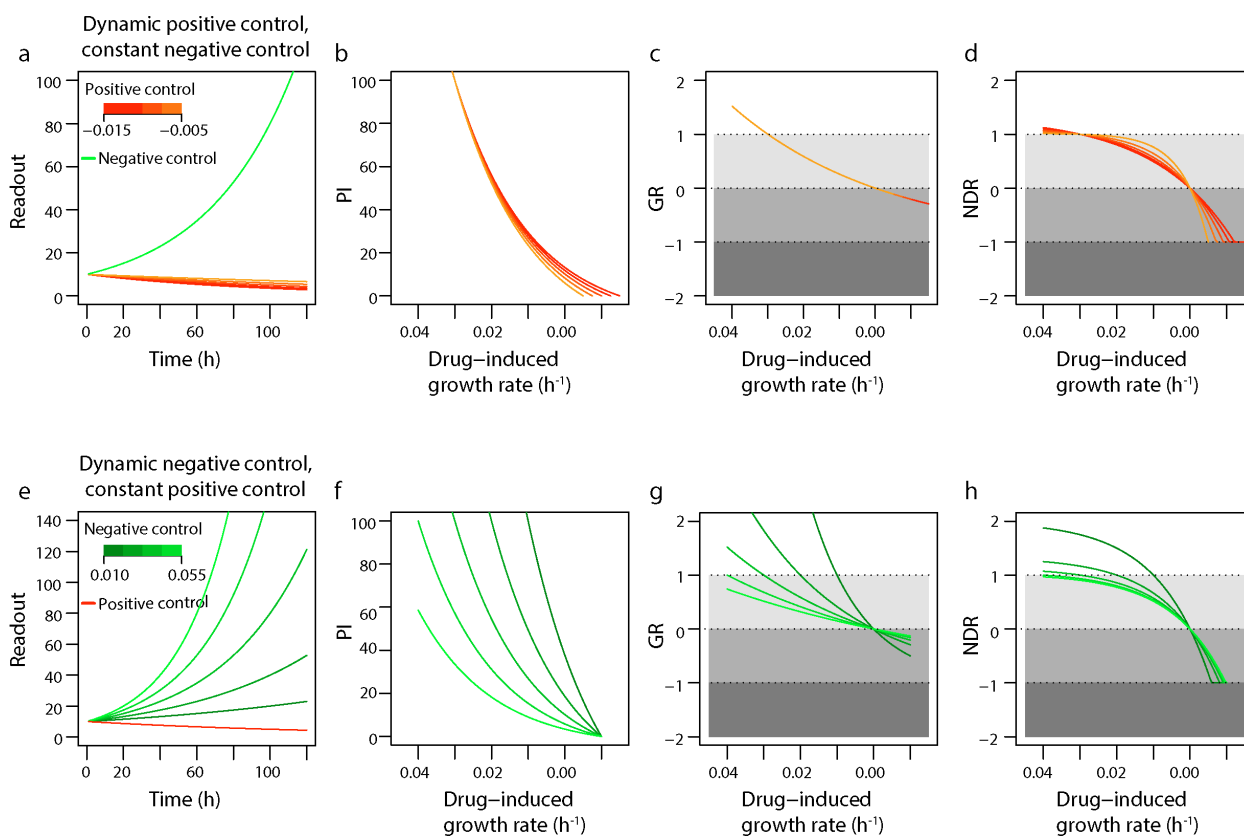 Dynamic positive control,
constant negative control
a
Readout
100
80
60
40
20
0
Positive control
−0.015 −0.005
Negative control
0 20 60 100
Time (h)
b
PI
100
80
60
40
20
0
0.04 0.02 0.00
Drug−induced
growth rate (h-1)
c
GR
2
1
0
−1
−2
0.04 0.02 0.00
Drug−induced
growth rate (h-1)
d
NDR
2
1
0
−1
−2
0.04 0.02 0.00
Drug−induced
growth rate (h-1)
Dynamic negative control,
constant positive control
e
Readout
140
120
100
80
60
40
20
0
Negative control
0.010 0.055
Positive control
0 20 60 100
Time (h)
f
PI
100
80
60
40
20
0
0.04 0.02 0.00
Drug−induced
growth rate (h-1)
g
GR
2
1
0
−1
−2
0.04 0.02 0.00
Drug−induced
growth rate (h-1)
h
NDR
2
1
0
−1
−2
0.04 0.02 0.00
Drug−induced
growth rate (h-1)